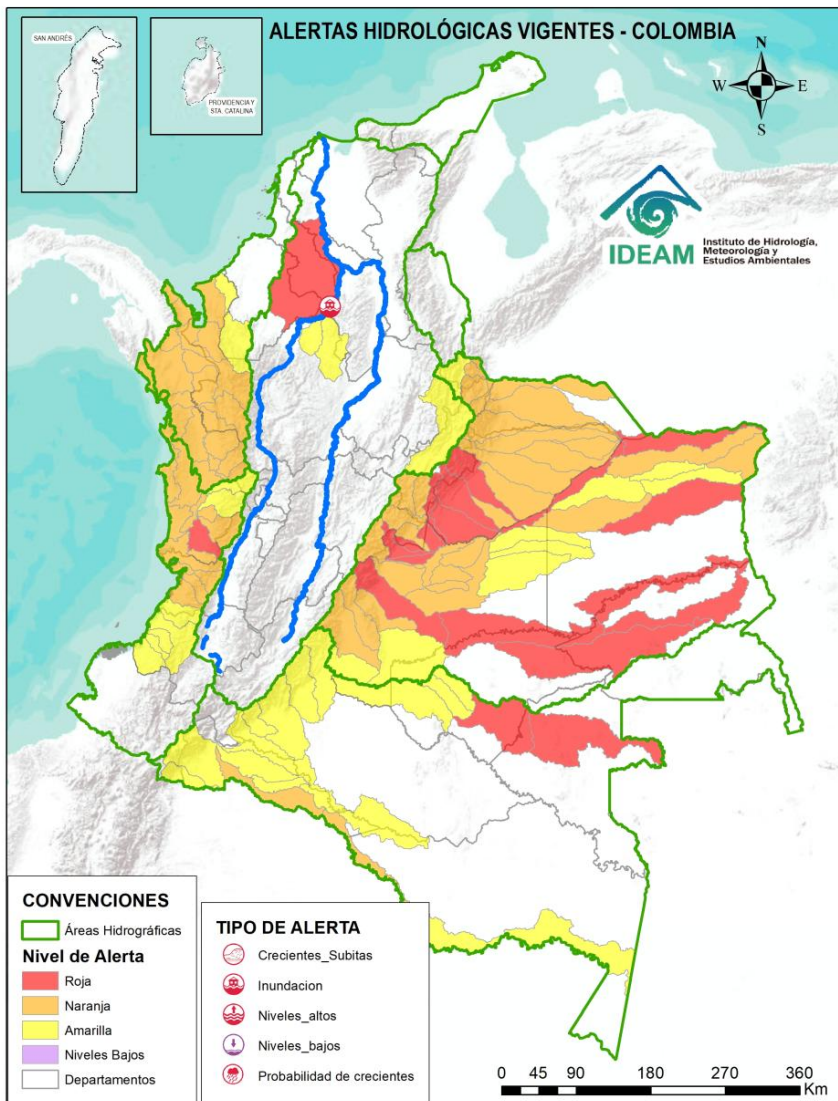 SAN ANDRÉS
PROVIDENCIA Y
STA. CATALINA
ALERTAS HIDROLÓGICAS VIGENTES - COLOMBIA
N
W
E
S
IDEAM
Instituto de Hidrología,
Meteorología y
Estudios Ambientales
CONVENCIONES
Áreas Hidrográficas
Nivel de Alerta
Roja
Naranja
Amarilla
Niveles Bajos
Departamentos
TIPO DE ALERTA
Crecientes_Subitas
Inundacion
Niveles_altos
Niveles_bajos
Probabilidad de crecientes
0 45 90 180 270 360
Km